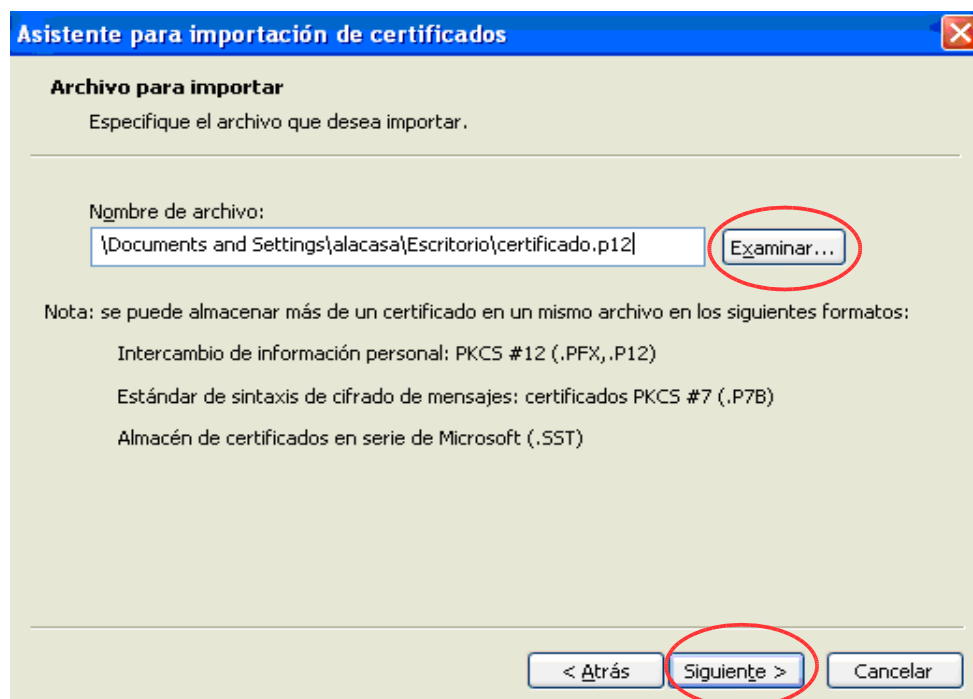 Asistente para importación de certificados
Archivo para importar
Especifique el archivo que desea importar.
Nombre de archivo:
\Documents and Settings\alacasa\Escritorio\certificado.p12
Examinar...
Nota: se puede almacenar más de un certificado en un mismo archivo en los siguientes formatos:
Intercambio de información personal: PKCS #12 (.PFX,.P12)
Estándar de sintaxis de cifrado de mensajes: certificados PKCS #7 (.P7B)
Almacén de certificados en serie de Microsoft (.SST)
< Atrás
Siguiente >
Cancelar